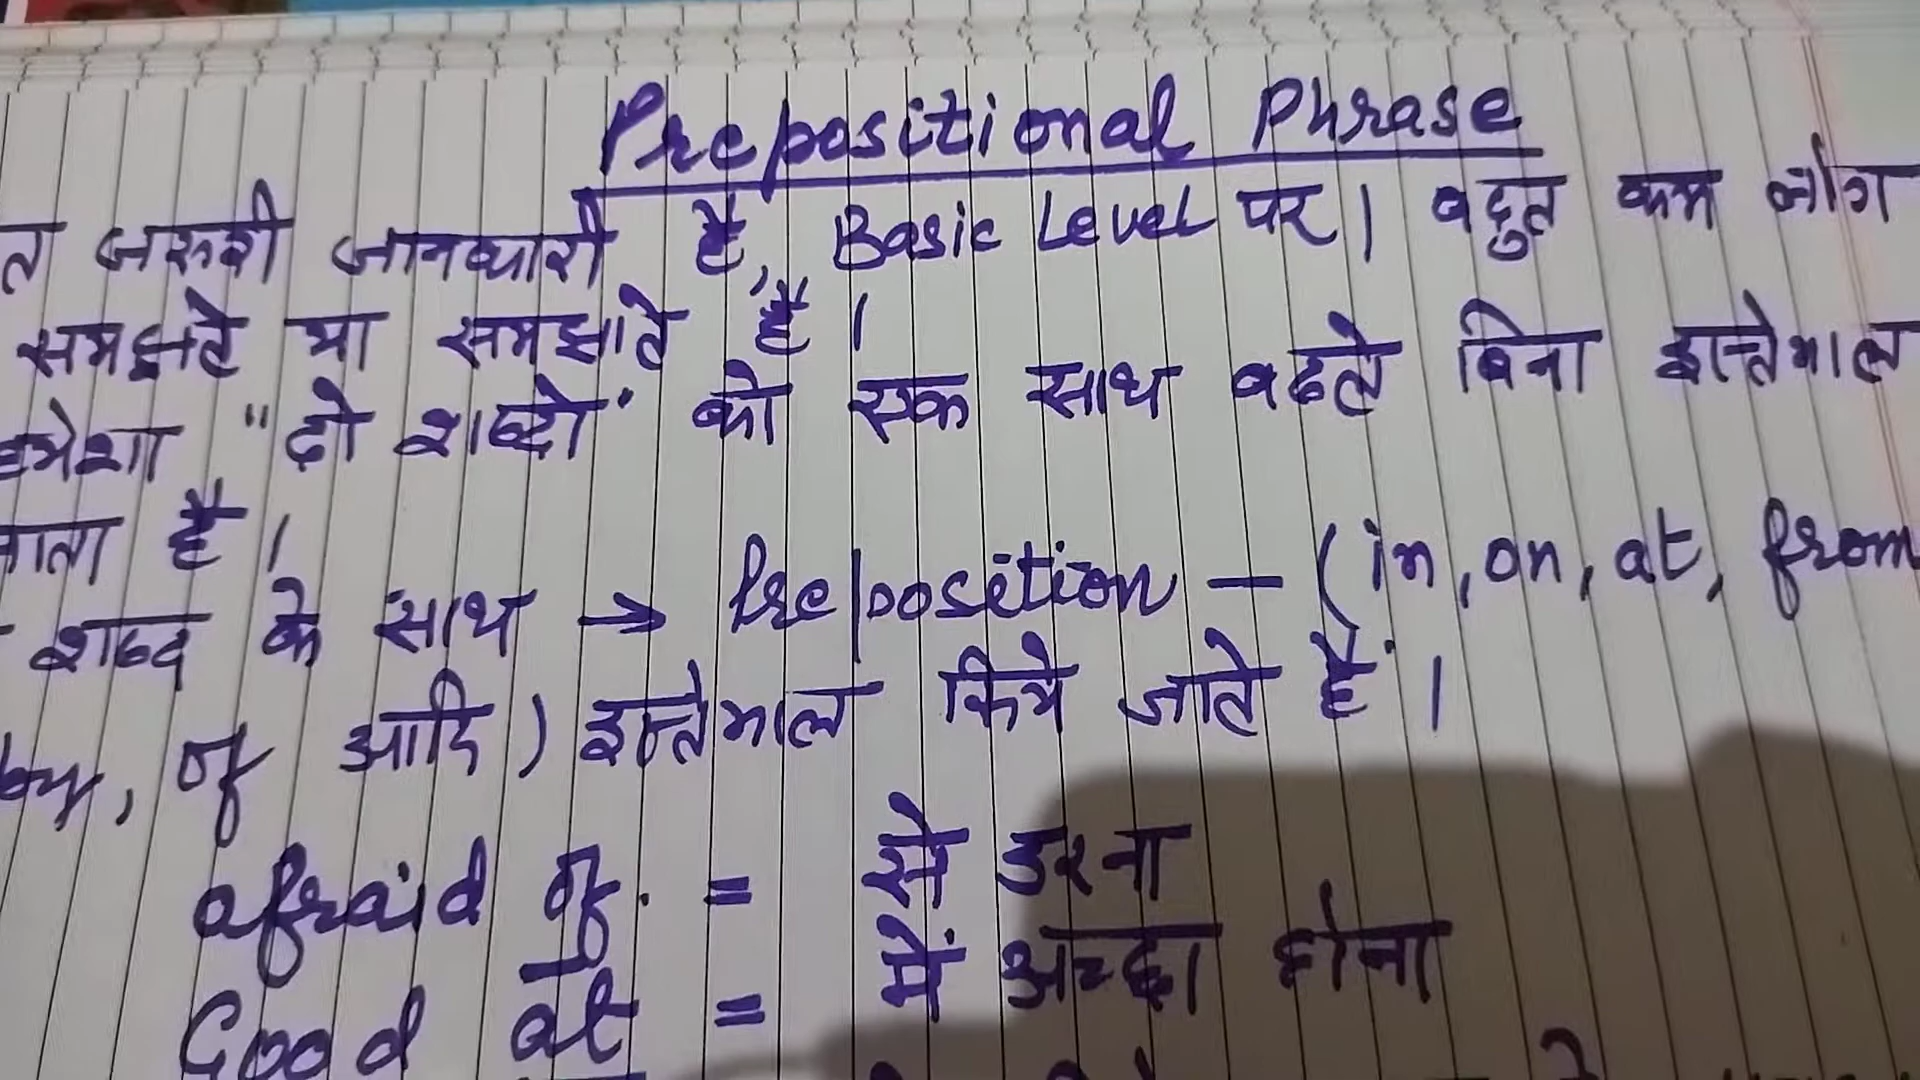 Prepositional Phrase
त जरुरी जानकारी है, Basic Level पर। बहुत कम लोग
समझते या समझाते हैं।
हमेशा "दो शब्दो" को एक साथ बदले बिना इस्तेमाल
जाता है।
शब्द के साथ → Preposition - (in, on, at, from
by, of आदि) इस्तेमाल किये जाते हैं।
afraid of = से डरना
Good at = में अच्छा होना